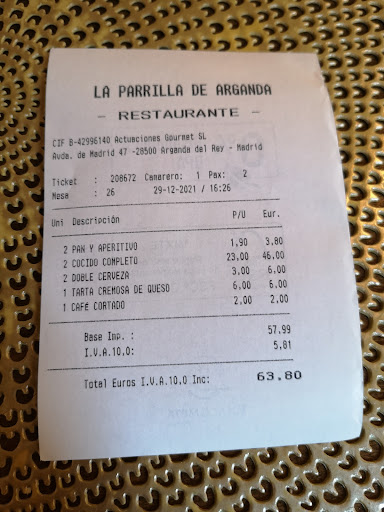 LA PARRILLA DE ARGANDA
- RESTAURANTE -
CIF B-42996140 Actuaciones Gourmet SL
Avda. de Madrid 47 -28500 Arganda del Rey - Madrid
Ticket : 208672 Camarero: 1 Pax: 2
Mesa : 26 29-12-2021 / 16:26
Uni Descripción P/U Eur.
2 PAN Y APERITIVO 1,90 3,80
2 COCIDO COMPLETO 23,00 46,00
2 DOBLE CERVEZA 3,00 6,00
1 TARTA CREMOSA DE QUESO 6,00 6,00
1 CAFÉ CORTADO 2,00 2,00
Base Imp. : 57.99
I.V.A.10,0: 5,81
Total Euros I.V.A.10,0 Inc: 63.80